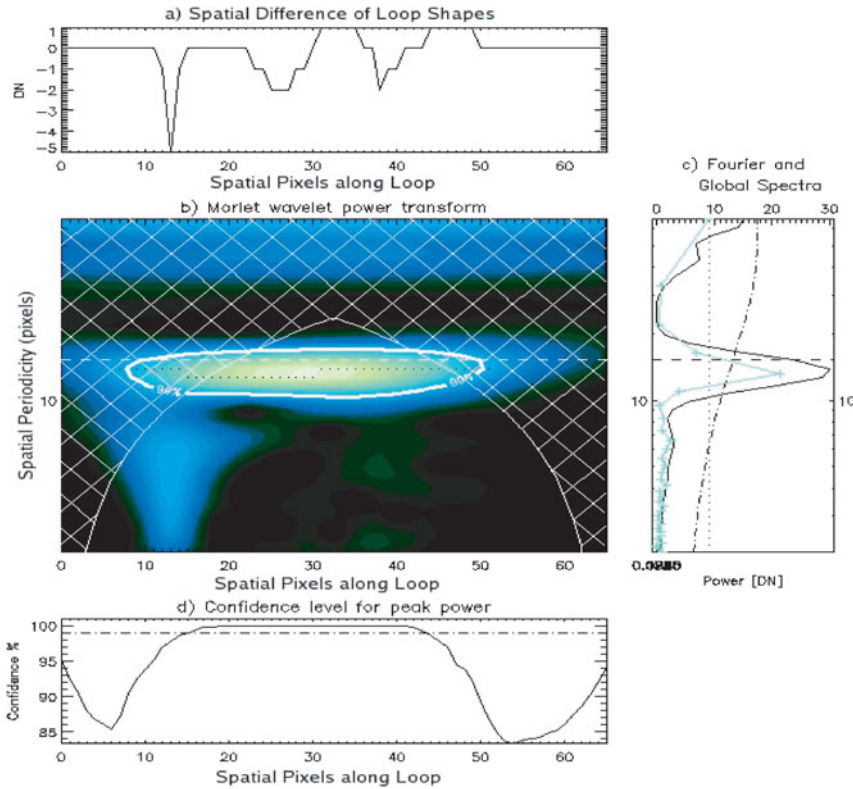 a) Spatial Difference of Loop Shapes
1
0
-1
-2
-3
-4
-5
DN
0 10 20 30 40 50 60
Spatial Pixels along Loop
b) Morlet wavelet power transform
Spatial Periodicity (pixels)
10
99%
0 10 20 30 40 50 60
Spatial Pixels along Loop
c) Fourier and
Global Spectra
0 10 20 30
10 10
Power [DN]
d) Confidence level for peak power
100
95
90
85
Confidence %
0 10 20 30 40 50 60
Spatial Pixels along Loop